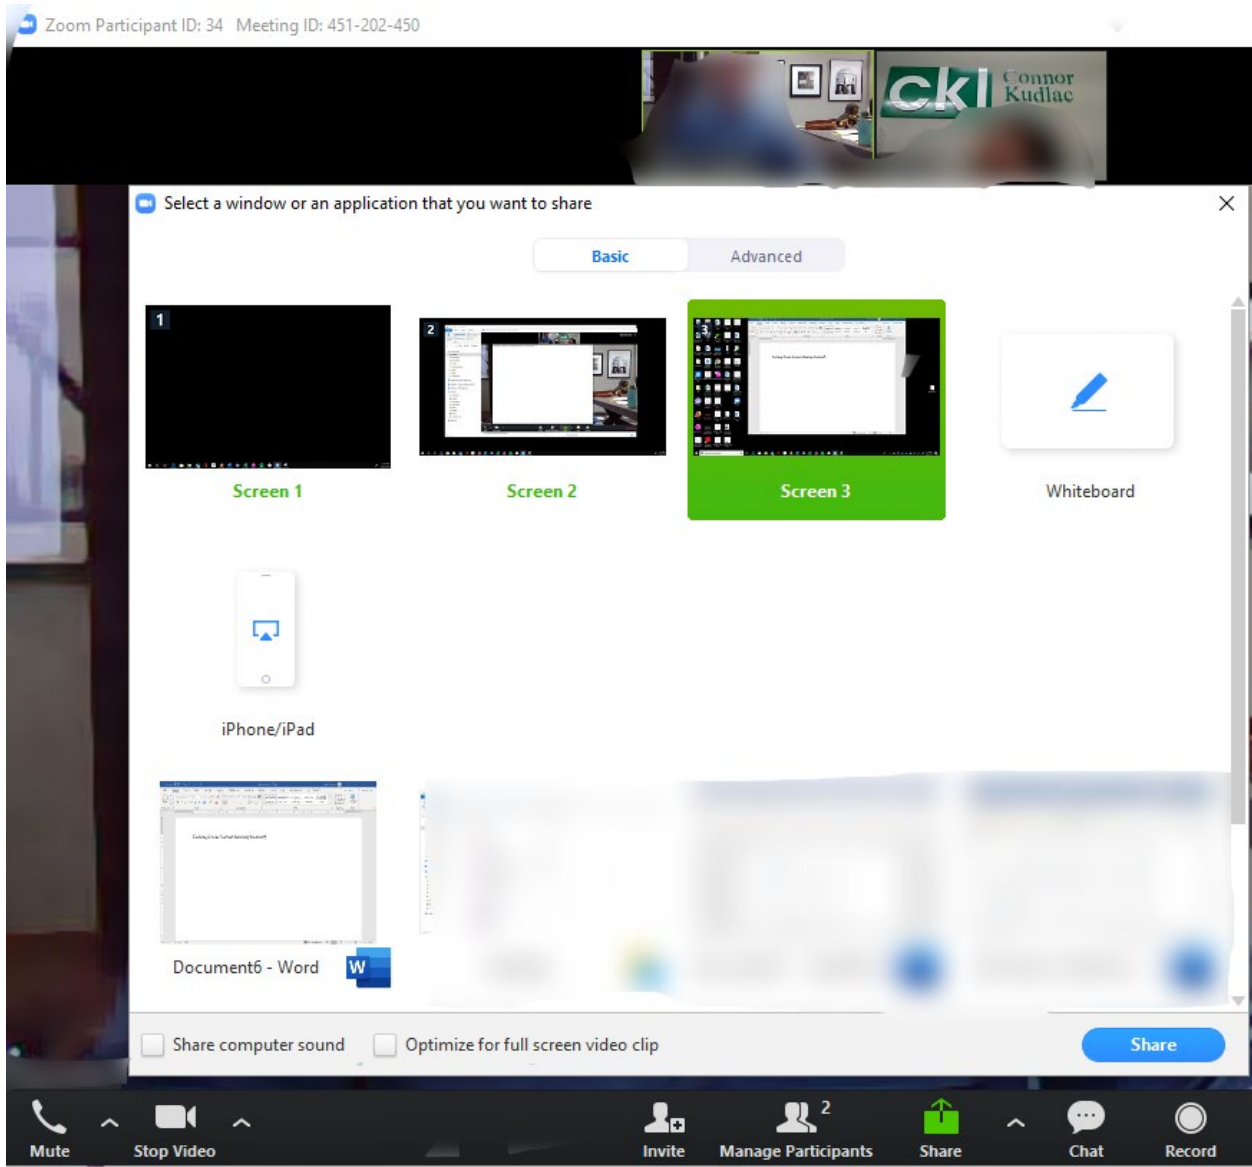 Zoom Participant ID: 34 Meeting ID: 451-202-450
ckl Connor
Kudlac
Select a window or an application that you want to share
Basic Advanced
1 2 3
Screen 1 Screen 2 Screen 3 Whiteboard
iPhone/iPad
Document6 - Word W
Share computer sound Optimize for full screen video clip Share
2
Mute Stop Video Invite Manage Participants Share Chat Record